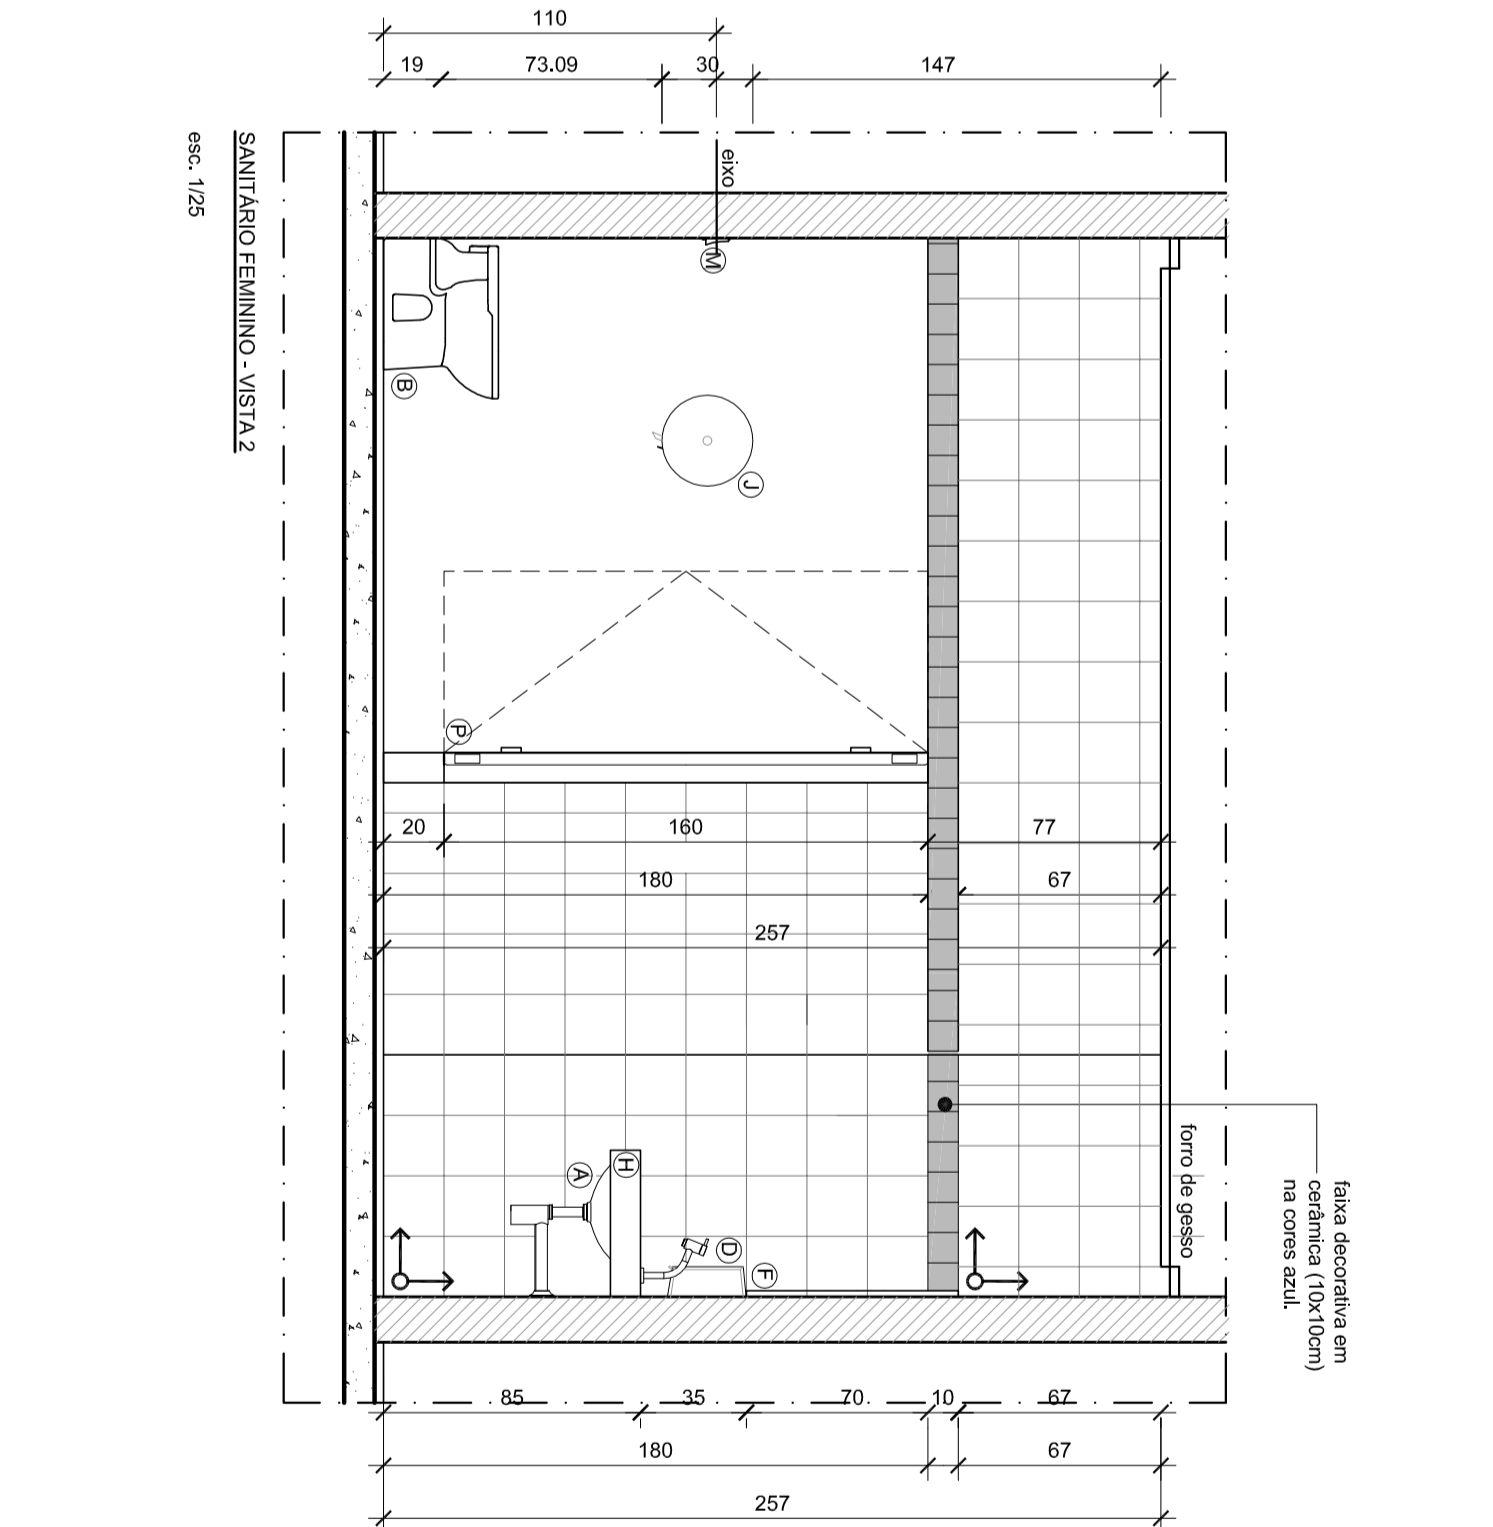 110
19 73.09 30 147
eixo
M
B
J
P
20 160 77
180 67
257
H
A
D
F
forro de gesso
faixa decorativa em
cerâmica (10x10cm)
na cores azul.
85 35 70 10 67
180 67
257
SANITÁRIO FEMININO - VISTA 2
esc. 1/25